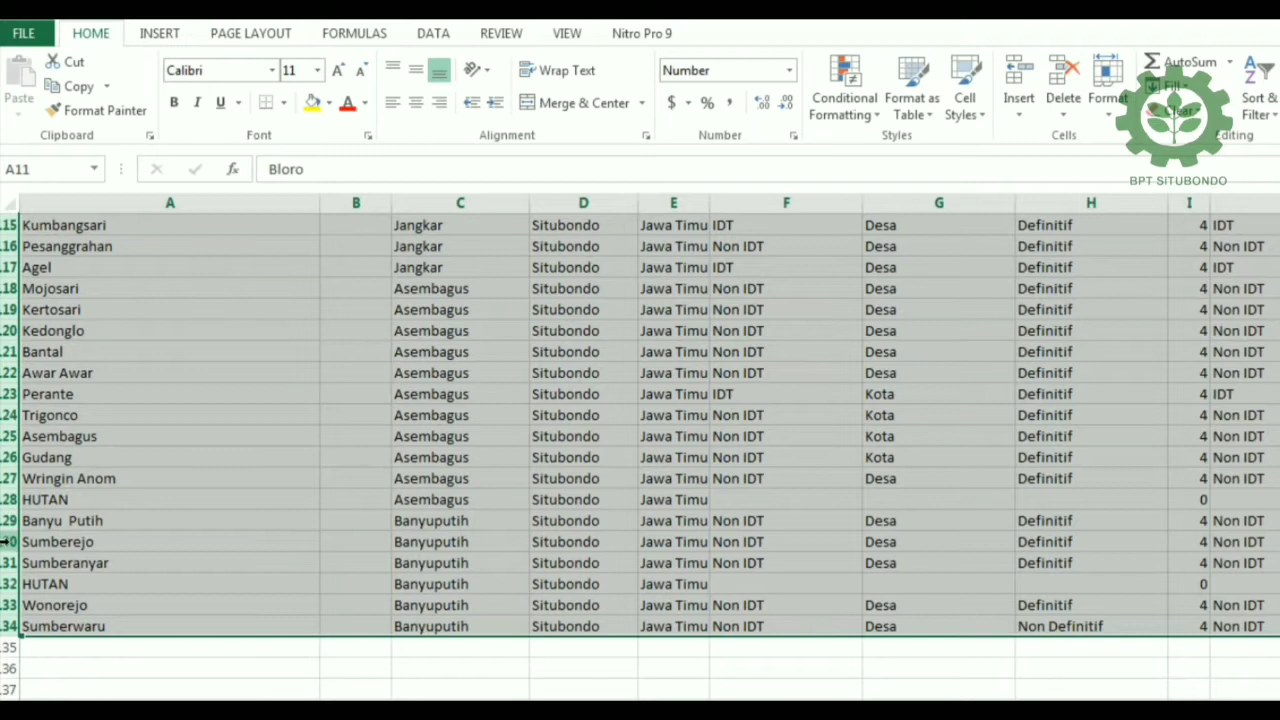 FILE HOME INSERT PAGE LAYOUT FORMULAS DATA REVIEW VIEW Nitro Pro 9
Paste Cut Calibri 11 Wrap Text Number Conditional Formatting Format as Table Cell Styles Insert Delete Format AutoSum Sort & Filter
Copy
Format Painter B I U Merge & Center $ % Fill
Clear
Clipboard Font Alignment Number Styles Cells Editing
BPT SITUBONDO
A11 fx Bloro
A B C D E F G H I
115 Kumbangsari Jangkar Situbondo Jawa Timu IDT Desa Definitif 4 IDT
16 Pesanggrahan Jangkar Situbondo Jawa Timu Non IDT Desa Definitif 4 Non IDT
17 Agel Jangkar Situbondo Jawa Timu IDT Desa Definitif 4 IDT
18 Mojosari Asembagus Situbondo Jawa Timu Non IDT Desa Definitif 4 Non IDT
19 Kertosari Asembagus Situbondo Jawa Timu Non IDT Desa Definitif 4 Non IDT
20 Kedonglo Asembagus Situbondo Jawa Timu Non IDT Desa Definitif 4 Non IDT
21 Bantal Asembagus Situbondo Jawa Timu Non IDT Desa Definitif 4 Non IDT
22 Awar Awar Asembagus Situbondo Jawa Timu Non IDT Desa Definitif 4 Non IDT
23 Perante Asembagus Situbondo Jawa Timu IDT Kota Definitif 4 IDT
24 Trigonco Asembagus Situbondo Jawa Timu Non IDT Kota Definitif 4 Non IDT
25 Asembagus Asembagus Situbondo Jawa Timu Non IDT Kota Definitif 4 Non IDT
26 Gudang Asembagus Situbondo Jawa Timu Non IDT Kota Definitif 4 Non IDT
27 Wringin Anom Asembagus Situbondo Jawa Timu Non IDT Desa Definitif 4 Non IDT
28 HUTAN Asembagus Situbondo Jawa Timu 0
29 Banyu Putih Banyuputih Situbondo Jawa Timu Non IDT Desa Definitif 4 Non IDT
30 Sumberejo Banyuputih Situbondo Jawa Timu Non IDT Desa Definitif 4 Non IDT
31 Sumberanyar Banyuputih Situbondo Jawa Timu Non IDT Desa Definitif 4 Non IDT
32 HUTAN Banyuputih Situbondo Jawa Timu 0
33 Wonorejo Banyuputih Situbondo Jawa Timu Non IDT Desa Definitif 4 Non IDT
34 Sumberwaru Banyuputih Situbondo Jawa Timu Non IDT Desa Non Definitif 4 Non IDT
35
36
37